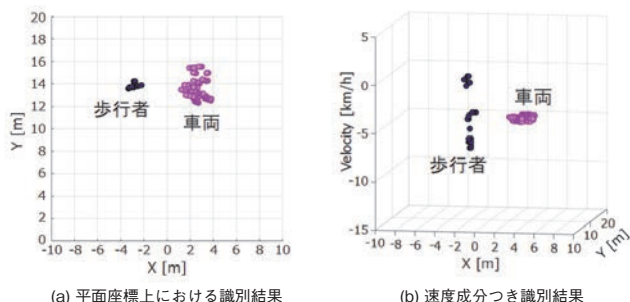 20
18
16
14
12
10
8
6
4
2
0
Y [m]
歩行者
車両
-10 -8 -6 -4 -2 0 2 4 6 8 10
X [m]
(a) 平面座標上における識別結果
5
0
-5
-10
-15
Velocity [km/h]
車両
歩行者
-10 -8 -6 -4 -2 0 2 4 6 8 10
X [m]
10
20
Y [m]
(b) 速度成分つき識別結果